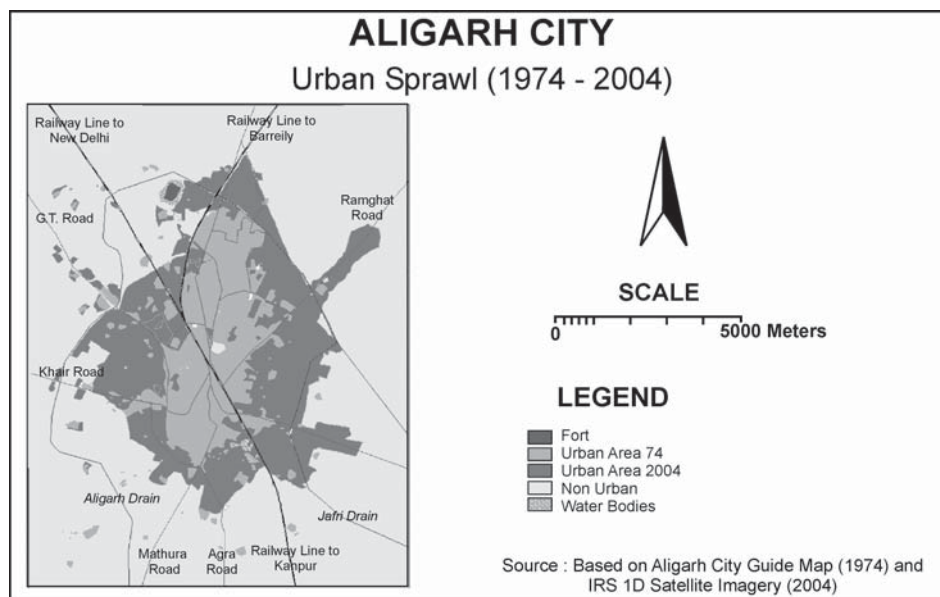 ALIGARH CITY
Urban Sprawl (1974 - 2004)
Railway Line to
New Delhi
Railway Line to
Barreily
G.T. Road
Ramghat
Road
Khair Road
Aligarh Drain
Jafri Drain
Mathura
Road
Agra
Road
Railway Line to
Kanpur
SCALE
0
5000 Meters
LEGEND
Fort
Urban Area 74
Urban Area 2004
Non Urban
Water Bodies
Source : Based on Aligarh City Guide Map (1974) and
IRS 1D Satellite Imagery (2004)